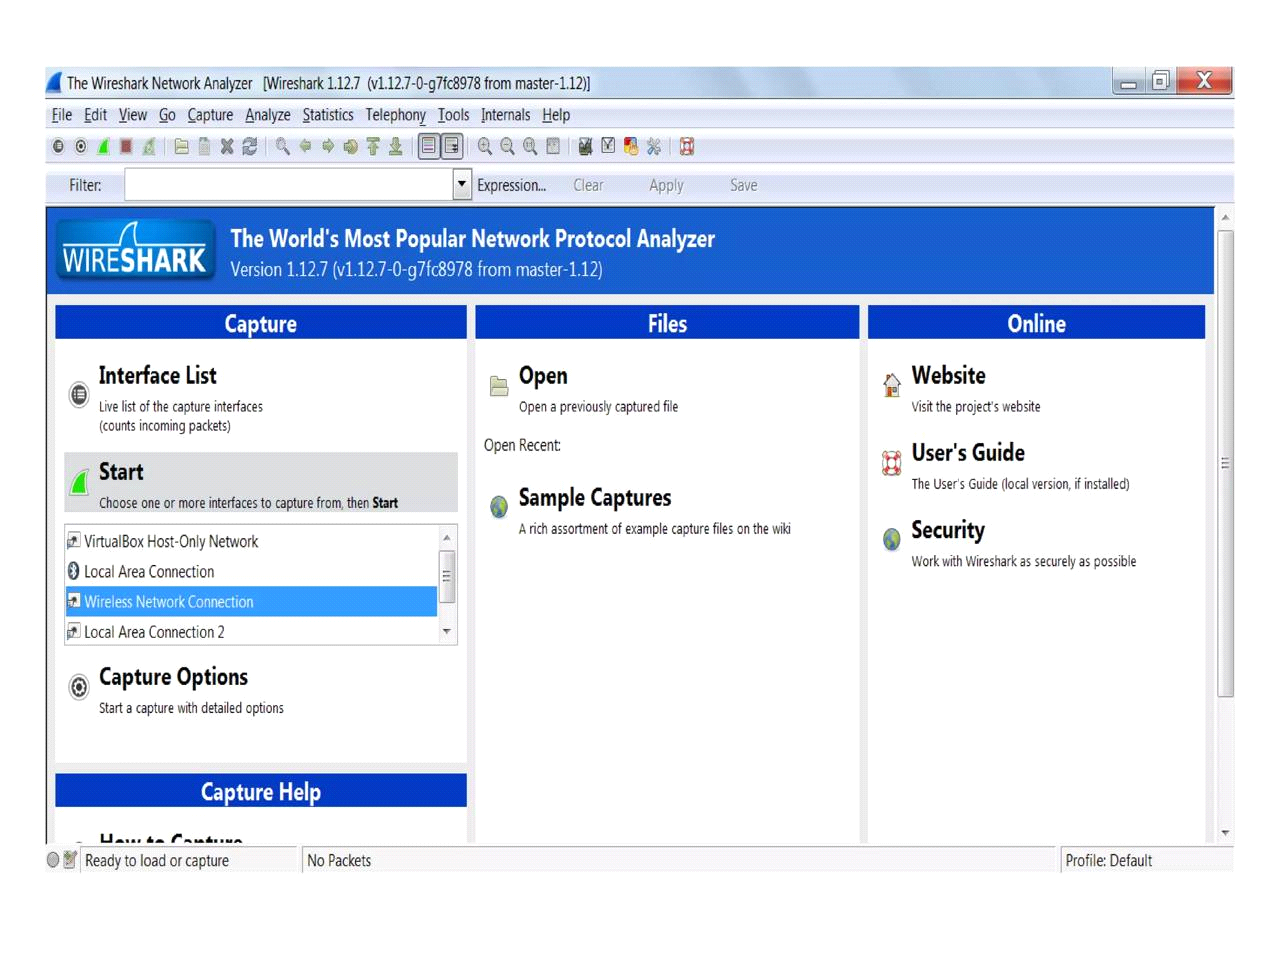 The Wireshark Network Analyzer [Wireshark 1.12.7 (v1.12.7-0-g7fc8978 from master-1.12)]
File Edit View Go Capture Analyze Statistics Telephony Tools Internals Help
Filter: Expression... Clear Apply Save
WIRESHARK
The World's Most Popular Network Protocol Analyzer
Version 1.12.7 (v1.12.7-0-g7fc8978 from master-1.12)
Capture
Interface List
Live list of the capture interfaces
(counts incoming packets)
Start
Choose one or more interfaces to capture from, then Start
VirtualBox Host-Only Network
Local Area Connection
Wireless Network Connection
Local Area Connection 2
Capture Options
Start a capture with detailed options
Capture Help
How to Capture
Files
Open
Open a previously captured file
Open Recent:
Sample Captures
A rich assortment of example capture files on the wiki
Online
Website
Visit the project's website
User's Guide
The User's Guide (local version, if installed)
Security
Work with Wireshark as securely as possible
Ready to load or capture
No Packets
Profile: Default